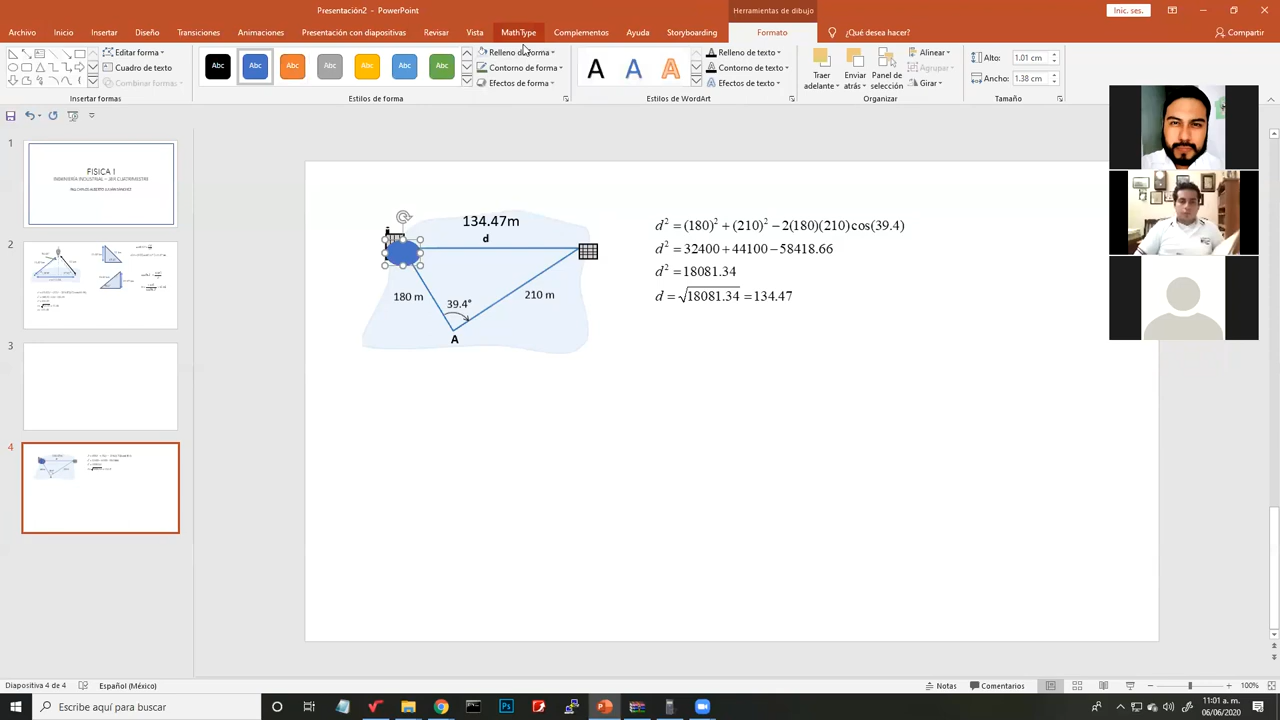 Presentación2 - PowerPoint
Herramientas de dibujo
Inic. ses.
Archivo Inicio Insertar Diseño Transiciones Animaciones Presentación con diapositivas Revisar Vista MathType Complementos Ayuda Storyboarding Formato ¿Qué desea hacer? Compartir
Editar forma
Cuadro de texto
Combinar formas
Insertar formas
Abc Abc Abc Abc Abc Abc Abc
Estilos de forma
Relleno de forma
Contorno de forma
Efectos de forma
A A A
Estilos de WordArt
Relleno de texto
Contorno de texto
Efectos de texto
Traer adelante
Enviar atrás
Panel de selección
Alinear
Agrupar
Girar
Organizar
Alto: 1.01 cm
Ancho: 1.38 cm
Tamaño
1
FISICA I
2
3
4
134.47m
d
180 m
39.4°
210 m
A
d² = (180)² + (210)² − 2(180)(210)cos(39.4)
d² = 32400 + 44100 − 58418.66
d² = 18081.34
d = √18081.34 = 134.47
Diapositiva 4 de 4 Español (México) Notas Comentarios 100%
Escribe aquí para buscar
ESP
11:01 a. m.
06/06/2020